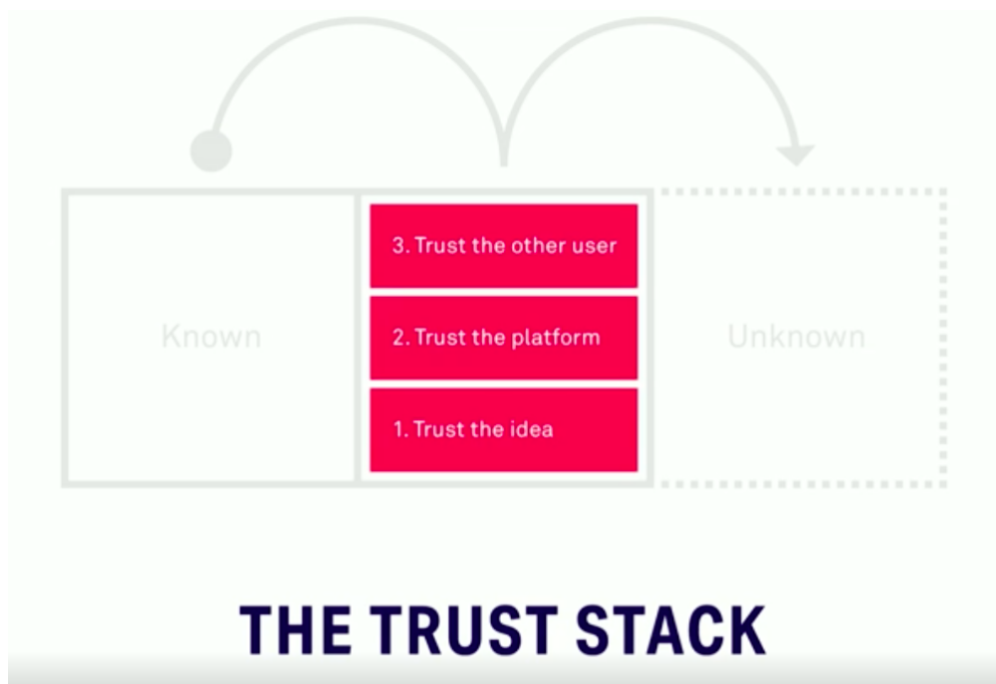 3. Trust the other user
Known
2. Trust the platform
Unknown
1. Trust the idea
THE TRUST STACK